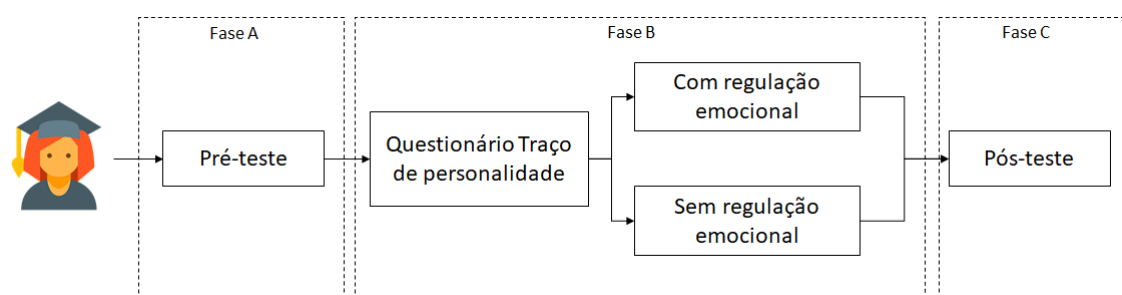 Fase A
Fase B
Fase C
Pré-teste
Questionário Traço
de personalidade
Com regulação
emocional
Sem regulação
emocional
Pós-teste